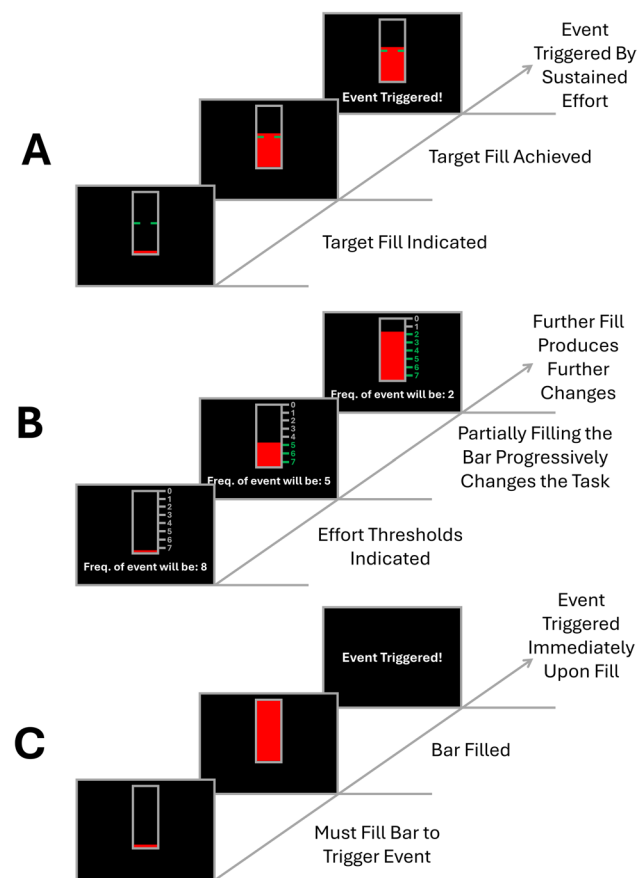 A
Event
Triggered By
Sustained
Effort
Event Triggered!
Target Fill Achieved
Target Fill Indicated
B
Further Fill
Produces
Further
Changes
0
1
2
3
4
5
6
7
Freq. of event will be: 2
Partially Filling the
Bar Progressively
Changes the Task
0
1
2
3
4
5
6
7
Freq. of event will be: 5
Effort Thresholds
Indicated
0
1
2
3
4
5
6
7
Freq. of event will be: 8
C
Event
Triggered
Immediately
Upon Fill
Event Triggered!
Bar Filled
Must Fill Bar to
Trigger Event